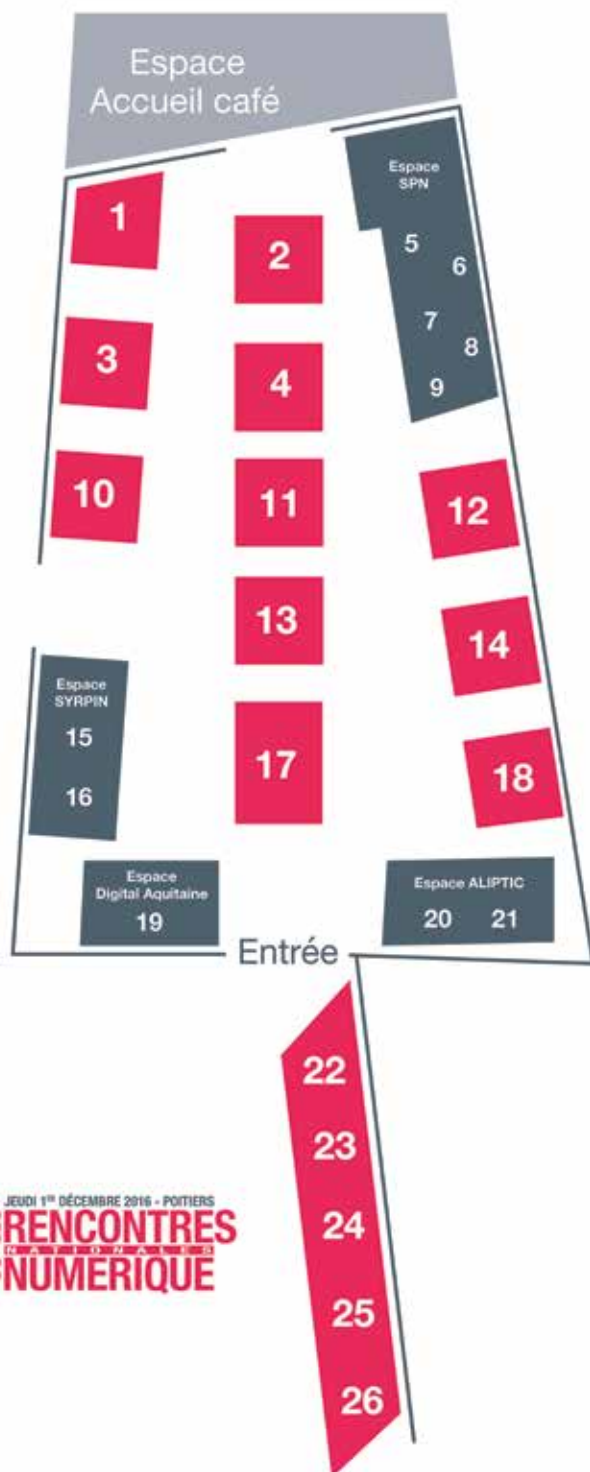 Espace
Accueil café
Espace
SPN
1
2
5
6
3
4
7
8
9
10
11
12
13
14
Espace
SYRPIN
15
16
17
18
Espace
Digital Aquitaine
19
Espace ALIPTIC
20 21
Entrée
22
23
24
25
26
JEUDI 1ER DÉCEMBRE 2016 - POITIERS
RENCONTRES
NATIONALES
NUMERIQUE